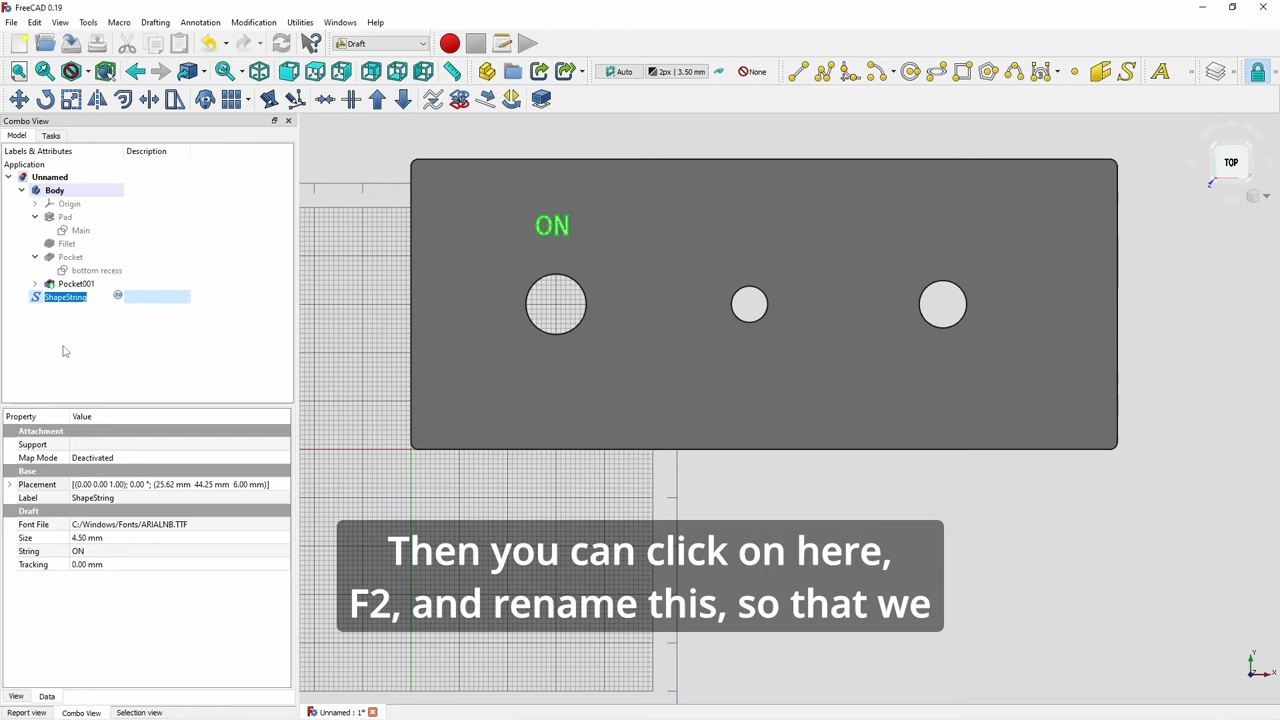 FreeCAD 0.19
File Edit View Tools Macro Drafting Annotation Modification Utilities Windows Help
Draft
Auto 2px | 3.50 mm None
Combo View
Model Tasks
Labels & Attributes Description
Application
Unnamed
Body
Origin
Pad
Main
Fillet
Pocket
bottom recess
Pocket001
ShapeString
TOP
ON
Property Value
Attachment
Support
Map Mode Deactivated
Base
Placement [(0.00 0.00 1.00); 0.00 °; (25.62 mm 44.25 mm 6.00 mm)]
Label ShapeString
Draft
Font File C:/Windows/Fonts/ARIALNB.TTF
Size 4.50 mm
String ON
Tracking 0.00 mm
Then you can click on here,
F2, and rename this, so that we
View Data
Report view Combo View Selection view
Unnamed : 1*
Y
X